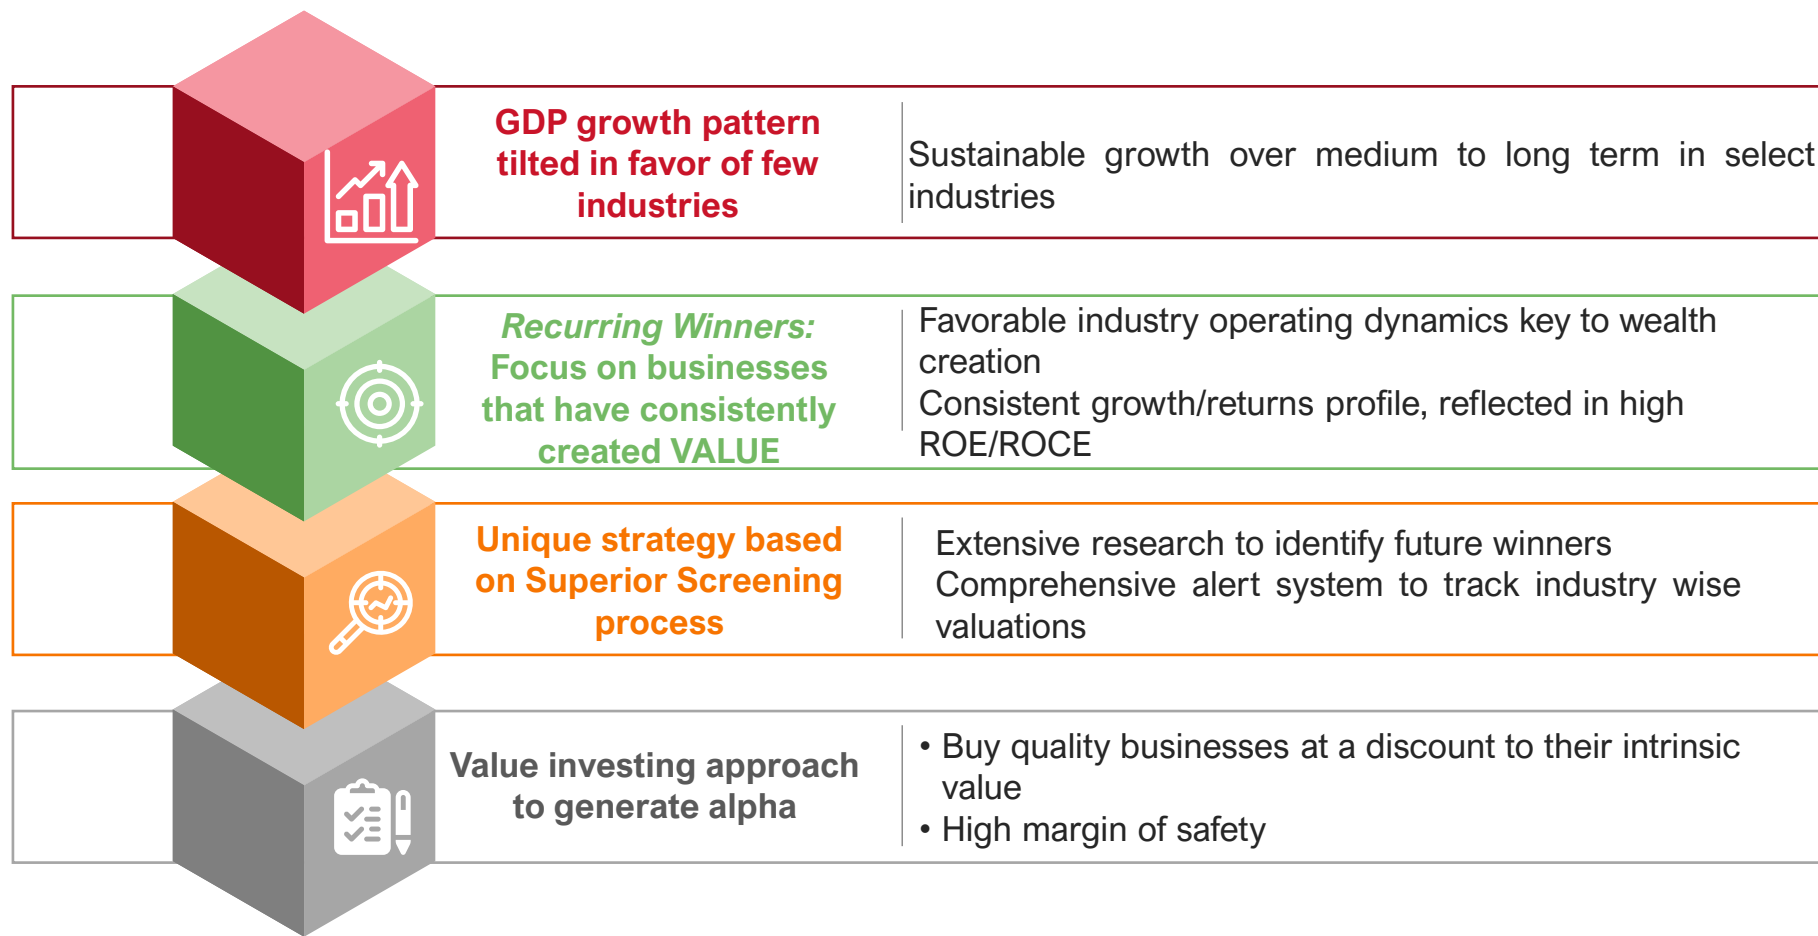 GDP growth pattern
tilted in favor of few
industries
Sustainable growth over medium to long term in select
industries
Recurring Winners:
Focus on businesses
that have consistently
created VALUE
Favorable industry operating dynamics key to wealth
creation
Consistent growth/returns profile, reflected in high
ROE/ROCE
Unique strategy based
on Superior Screening
process
Extensive research to identify future winners
Comprehensive alert system to track industry wise
valuations
Value investing approach
to generate alpha
• Buy quality businesses at a discount to their intrinsic
value
• High margin of safety